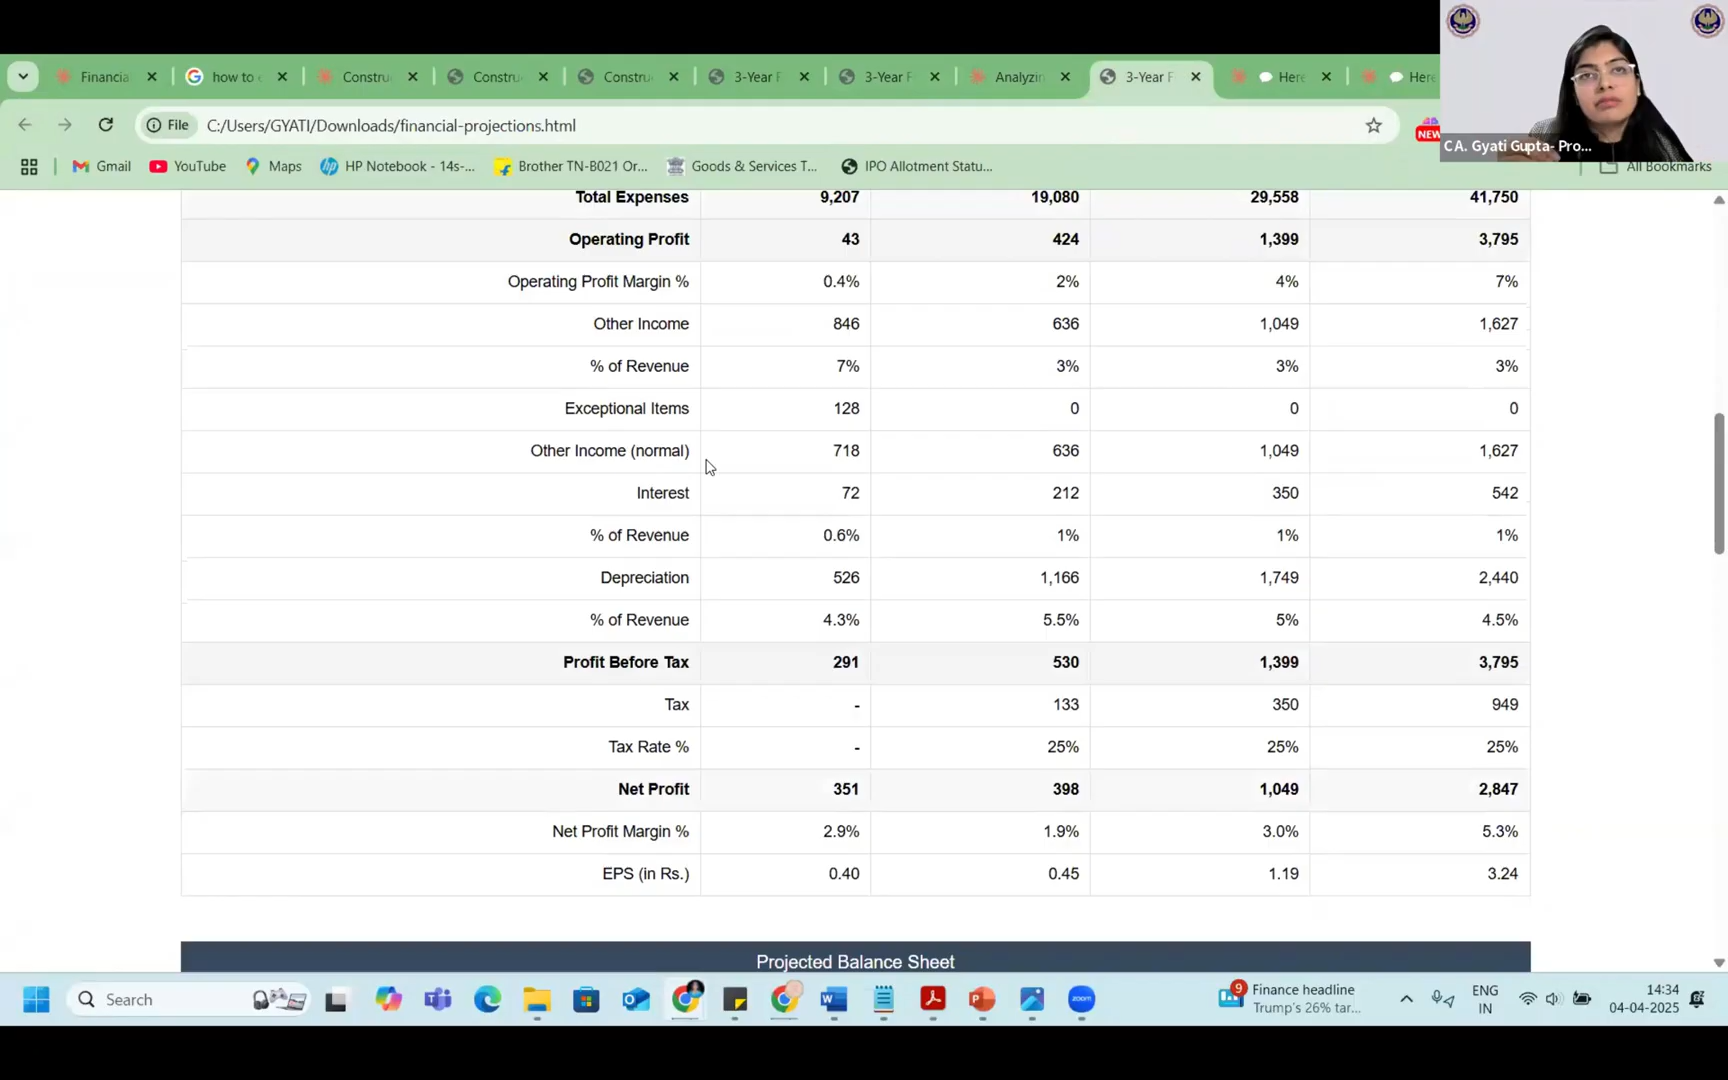 Financia
how to
Constru
Constru
Constru
3-Year F
3-Year F
Analyzin
3-Year F
Here
Here
File
C:/Users/GYATI/Downloads/financial-projections.html
NEW
CA. Gyati Gupta- Pro...
Gmail
YouTube
Maps
HP Notebook - 14s-...
Brother TN-B021 Or...
Goods & Services T...
IPO Allotment Statu...
All Bookmarks
Total Expenses 9,207 19,080 29,558 41,750
Operating Profit 43 424 1,399 3,795
Operating Profit Margin % 0.4% 2% 4% 7%
Other Income 846 636 1,049 1,627
% of Revenue 7% 3% 3% 3%
Exceptional Items 128 0 0 0
Other Income (normal) 718 636 1,049 1,627
Interest 72 212 350 542
% of Revenue 0.6% 1% 1% 1%
Depreciation 526 1,166 1,749 2,440
% of Revenue 4.3% 5.5% 5% 4.5%
Profit Before Tax 291 530 1,399 3,795
Tax - 133 350 949
Tax Rate % - 25% 25% 25%
Net Profit 351 398 1,049 2,847
Net Profit Margin % 2.9% 1.9% 3.0% 5.3%
EPS (in Rs.) 0.40 0.45 1.19 3.24
Projected Balance Sheet
Search
zoom
9
Finance headline
Trump's 26% tar...
ENG
IN
14:34
04-04-2025